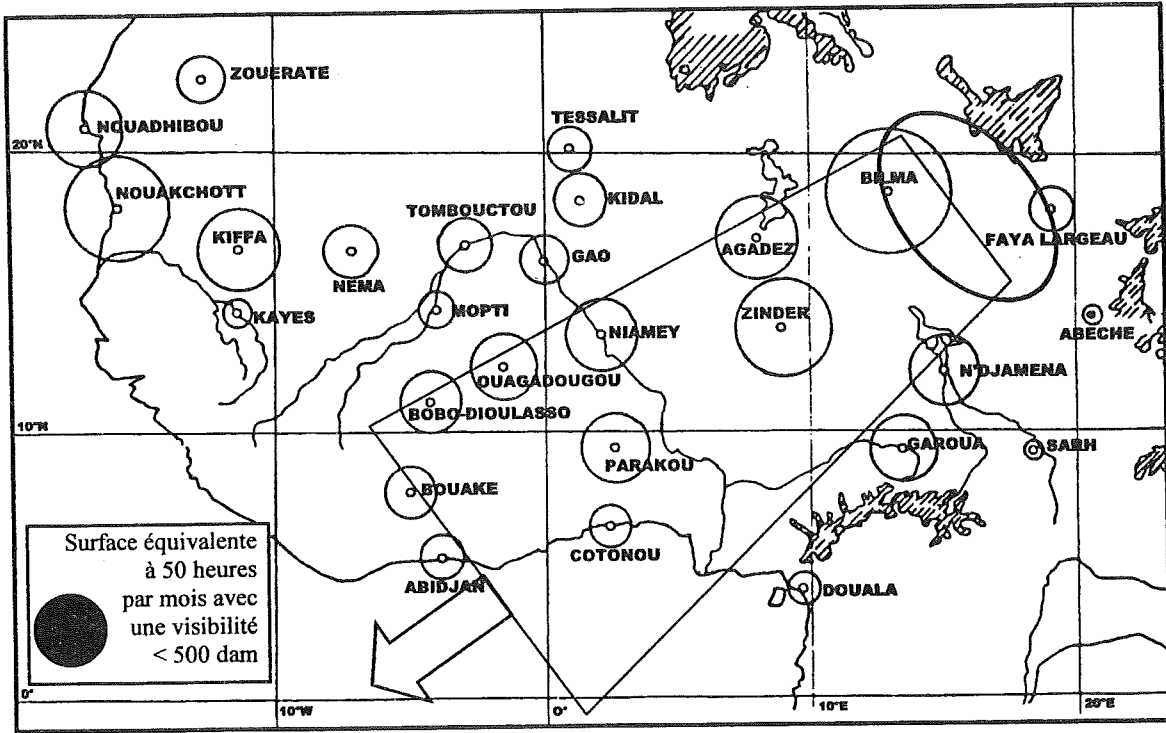 ZOUERATE
NOUADHIBOU
TESSALIT
20°N
NOUAKCHOTT
BILMA
KIDAL
TOMBOUCTOU
KIFFA
AGADEZ
FAYA LARGEAU
GAO
NEMA
MOPTI
KAYES
ZINDER
NIAMEY
ABECHE
N'DJAMENA
OUAGADOUGOU
BOBO-DIOULASSO
10°N
GAROUA
SARH
PARAKOU
BOUAKE
COTONOU
ABIDJAN
DOUALA
Surface équivalente
à 50 heures
par mois avec
une visibilité
< 500 dam
0°
10°W
0°
10°E
20°E